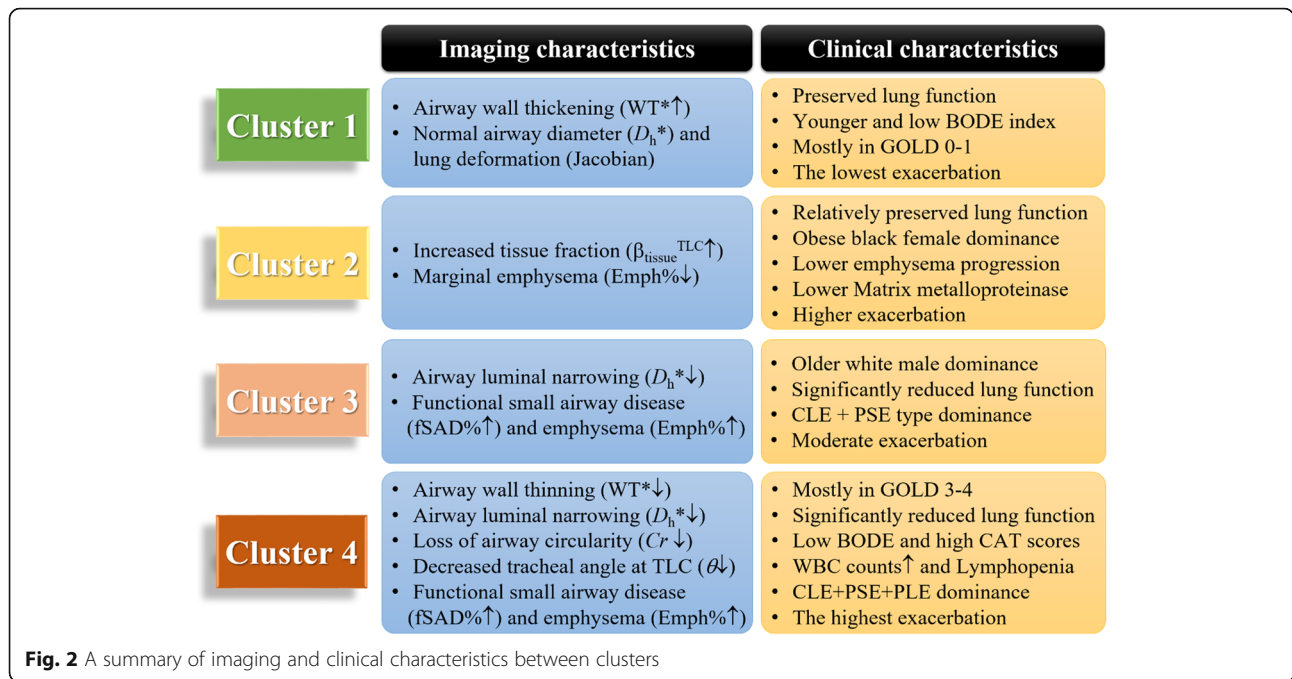 Imaging characteristics
Clinical characteristics
Cluster 1
• Airway wall thickening (WT*↑)
• Normal airway diameter (Dh*) and
lung deformation (Jacobian)
• Preserved lung function
• Younger and low BODE index
• Mostly in GOLD 0-1
• The lowest exacerbation
Cluster 2
• Increased tissue fraction (βtissueTLC↑)
• Marginal emphysema (Emph%↓)
• Relatively preserved lung function
• Obese black female dominance
• Lower emphysema progression
• Lower Matrix metalloproteinase
• Higher exacerbation
Cluster 3
• Airway luminal narrowing (Dh*↓)
• Functional small airway disease
(fSAD%↑) and emphysema (Emph%↑)
• Older white male dominance
• Significantly reduced lung function
• CLE + PSE type dominance
• Moderate exacerbation
Cluster 4
• Airway wall thinning (WT*↓)
• Airway luminal narrowing (Dh*↓)
• Loss of airway circularity (Cr ↓)
• Decreased tracheal angle at TLC (θ↓)
• Functional small airway disease
(fSAD%↑) and emphysema (Emph%↑)
• Mostly in GOLD 3-4
• Significantly reduced lung function
• Low BODE and high CAT scores
• WBC counts↑ and Lymphopenia
• CLE+PSE+PLE dominance
• The highest exacerbation
Fig. 2 A summary of imaging and clinical characteristics between clusters